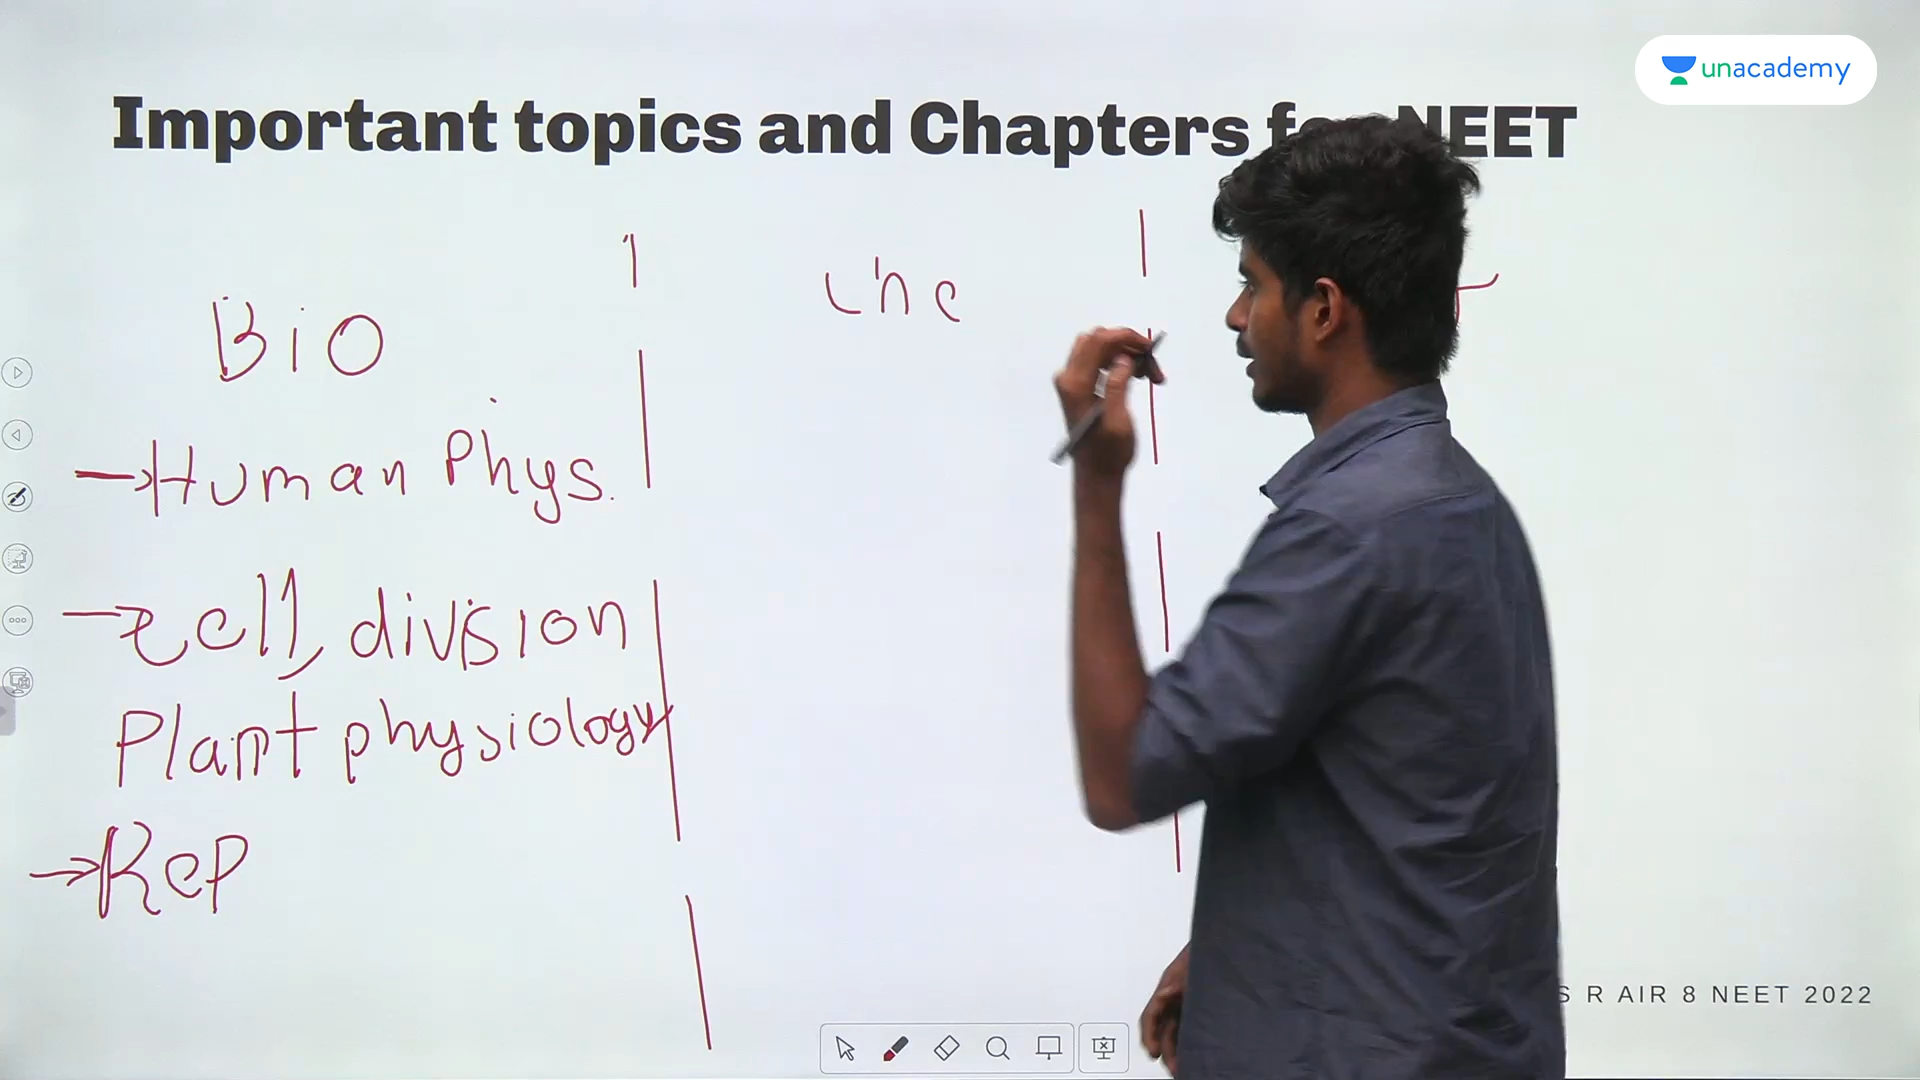 unacademy
Important topics and Chapters for NEET
Bio
Che
Human Phys.
cell, division
Plant physiology
Rep
S R AIR 8 NEET 2022